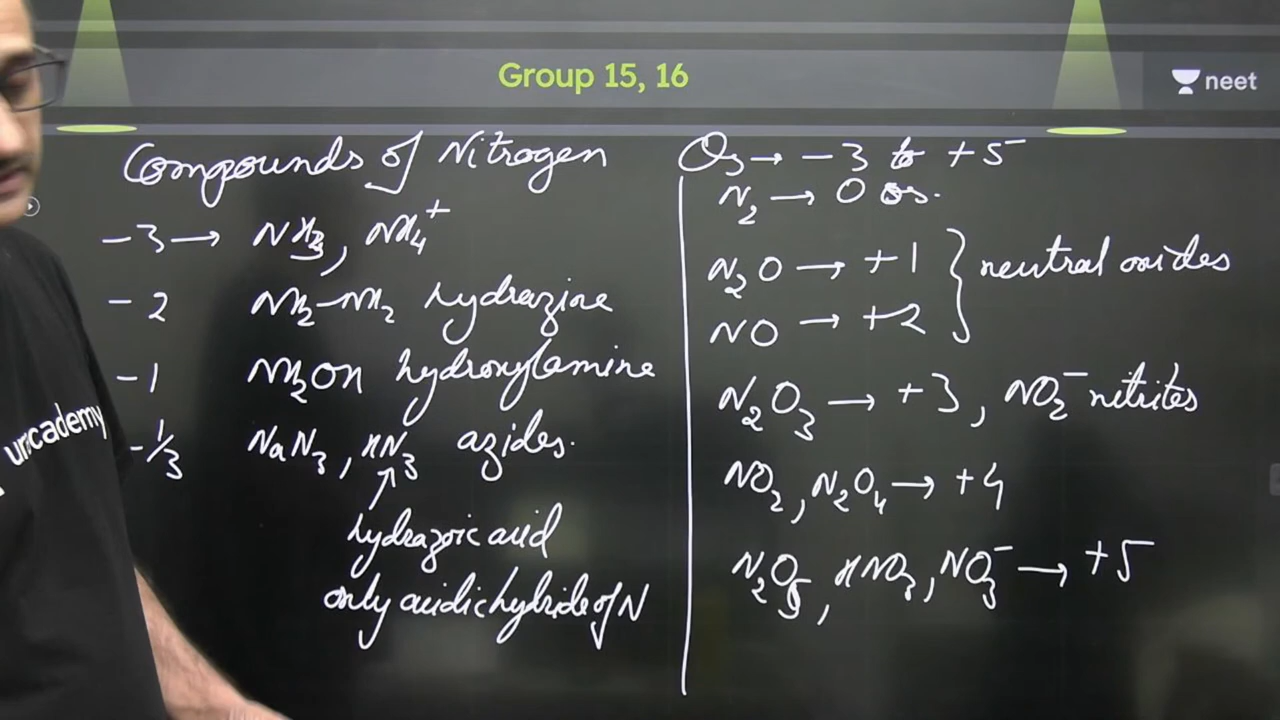 Group 15, 16
neet
Compounds of Nitrogen
-3 → NH₃, NH₄⁺
-2 NH₂-NH₂ hydrazine
-1 NH₂OH hydroxylamine
-1/3 NaN₃, HN₃ azides.
↑
hydrazoic acid
only acidic hydride of N
OS → -3 to +5
N₂ → 0 os.
N₂O → +1 } neutral oxides
NO → +2
N₂O₃ → +3, NO₂⁻ nitrites
NO₂, N₂O₄ → +4
N₂O₅, HNO₃, NO₃⁻ → +5
unacademy